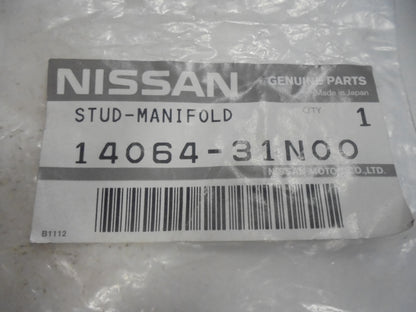 NISSAN GENUINE PARTS
Made in Japan
STUD-MANIFOLD QTY 1
14064-31N00
NISSAN MOTOR CO.,LTD.
B1112